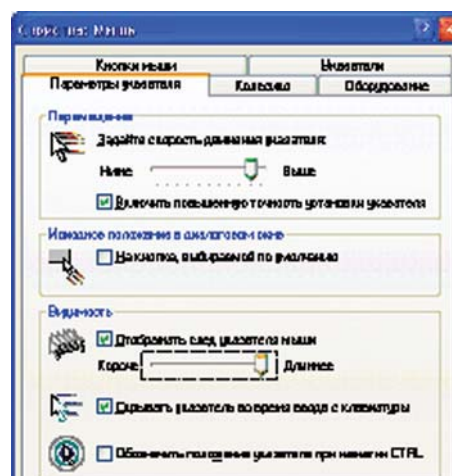 Свойства: Мышь
Кнопки мыши
Указатели
Параметры указателя
Колесико
Оборудование
Перемещение
Задайте скорость движения указателя:
Ниже
Выше
Включить повышенную точность установки указателя
Исходное положение в диалоговом окне
На кнопке, выбираемой по умолчанию
Видимость
Отображать след указателя мыши
Короче
Длиннее
Скрывать указатель во время ввода с клавиатуры
Обозначить положение указателя при нажатии CTRL